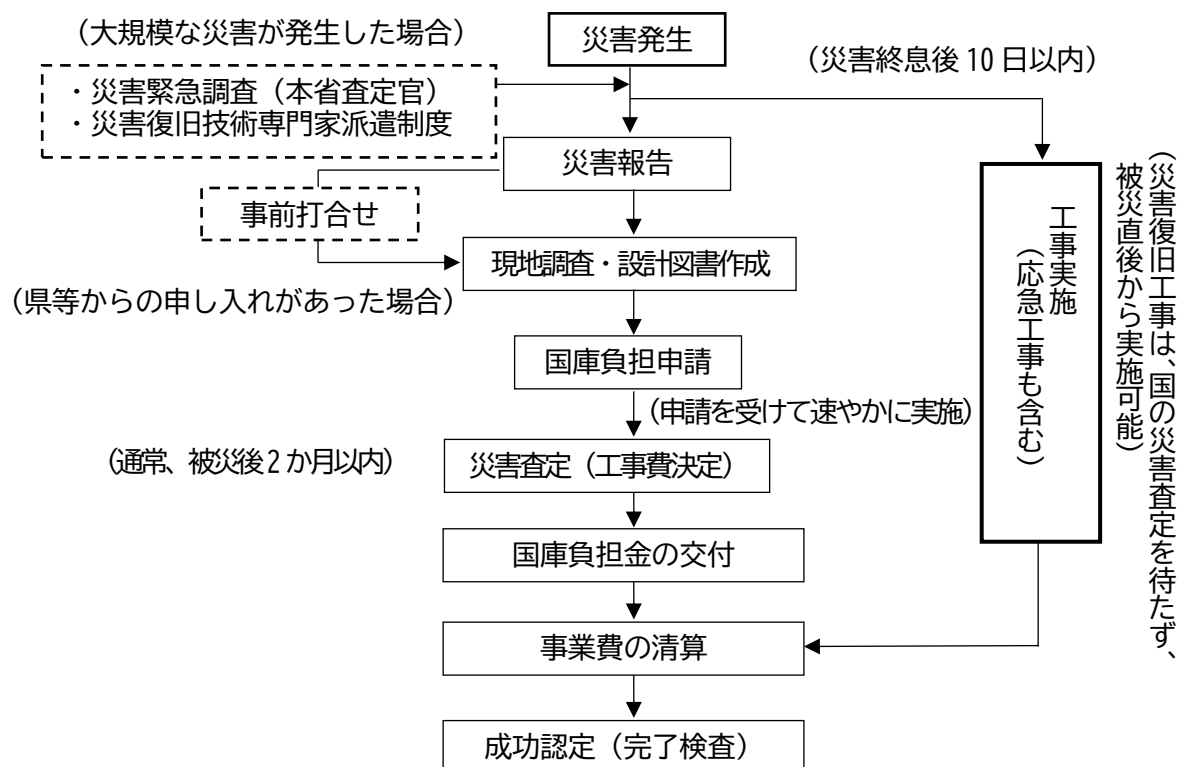 （大規模な災害が発生した場合）
災害発生
（災害終息後 10 日以内）
・災害緊急調査（本省査定官）
・災害復旧技術専門家派遣制度
災害報告
事前打合せ
現地調査・設計図書作成
（県等からの申し入れがあった場合）
国庫負担申請
（申請を受けて速やかに実施）
（通常、被災後 2 か月以内）
災害査定（工事費決定）
国庫負担金の交付
事業費の清算
成功認定（完了検査）
工事実施
（応急工事も含む）
（災害復旧工事は、国の災害査定を待たず、
被災直後から実施可能）